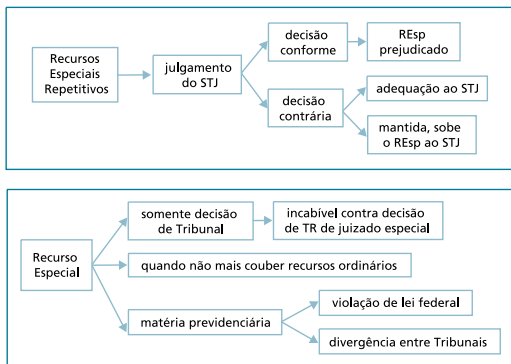 Recursos
Especiais
Repetitivos
julgamento
do STJ
decisão
conforme
REsp
prejudicado
decisão
contrária
adequação ao STJ
mantida, sobe
o REsp ao STJ
Recurso
Especial
somente decisão
de Tribunal
incabível contra decisão
de TR de juizado especial
quando não mais couber recursos ordinários
matéria previdenciária
violação de lei federal
divergência entre Tribunais